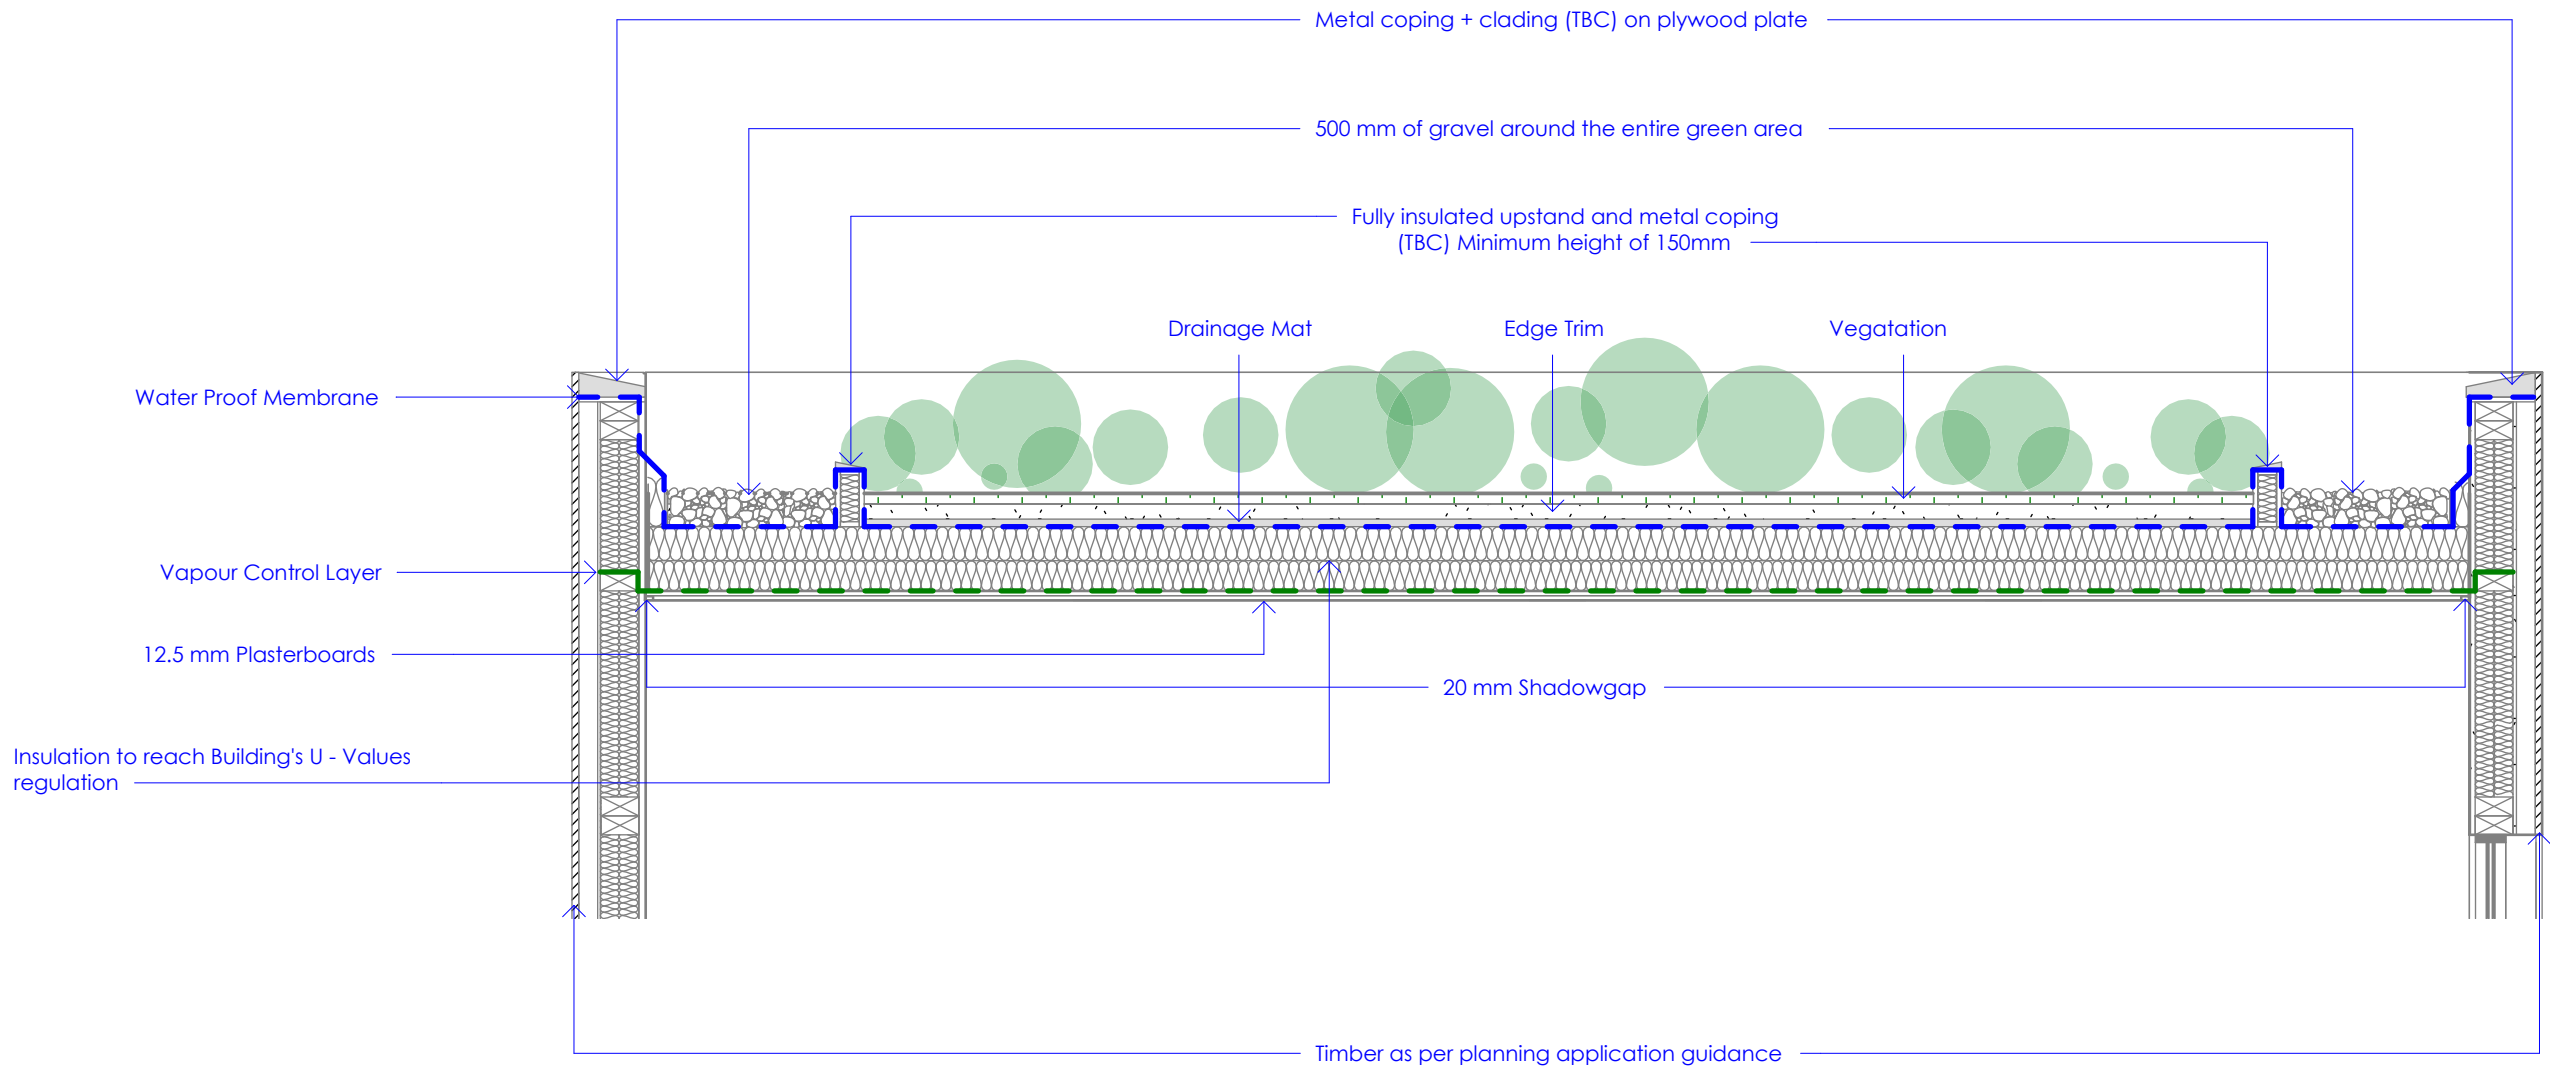 Metal coping + clading (TBC) on plywood plate
500 mm of gravel around the entire green area
Fully insulated upstand and metal coping
(TBC) Minimum height of 150mm
Drainage Mat
Edge Trim
Vegatation
Water Proof Membrane
Vapour Control Layer
12.5 mm Plasterboards
20 mm Shadowgap
Insulation to reach Building's U - Values
regulation
Timber as per planning application guidance